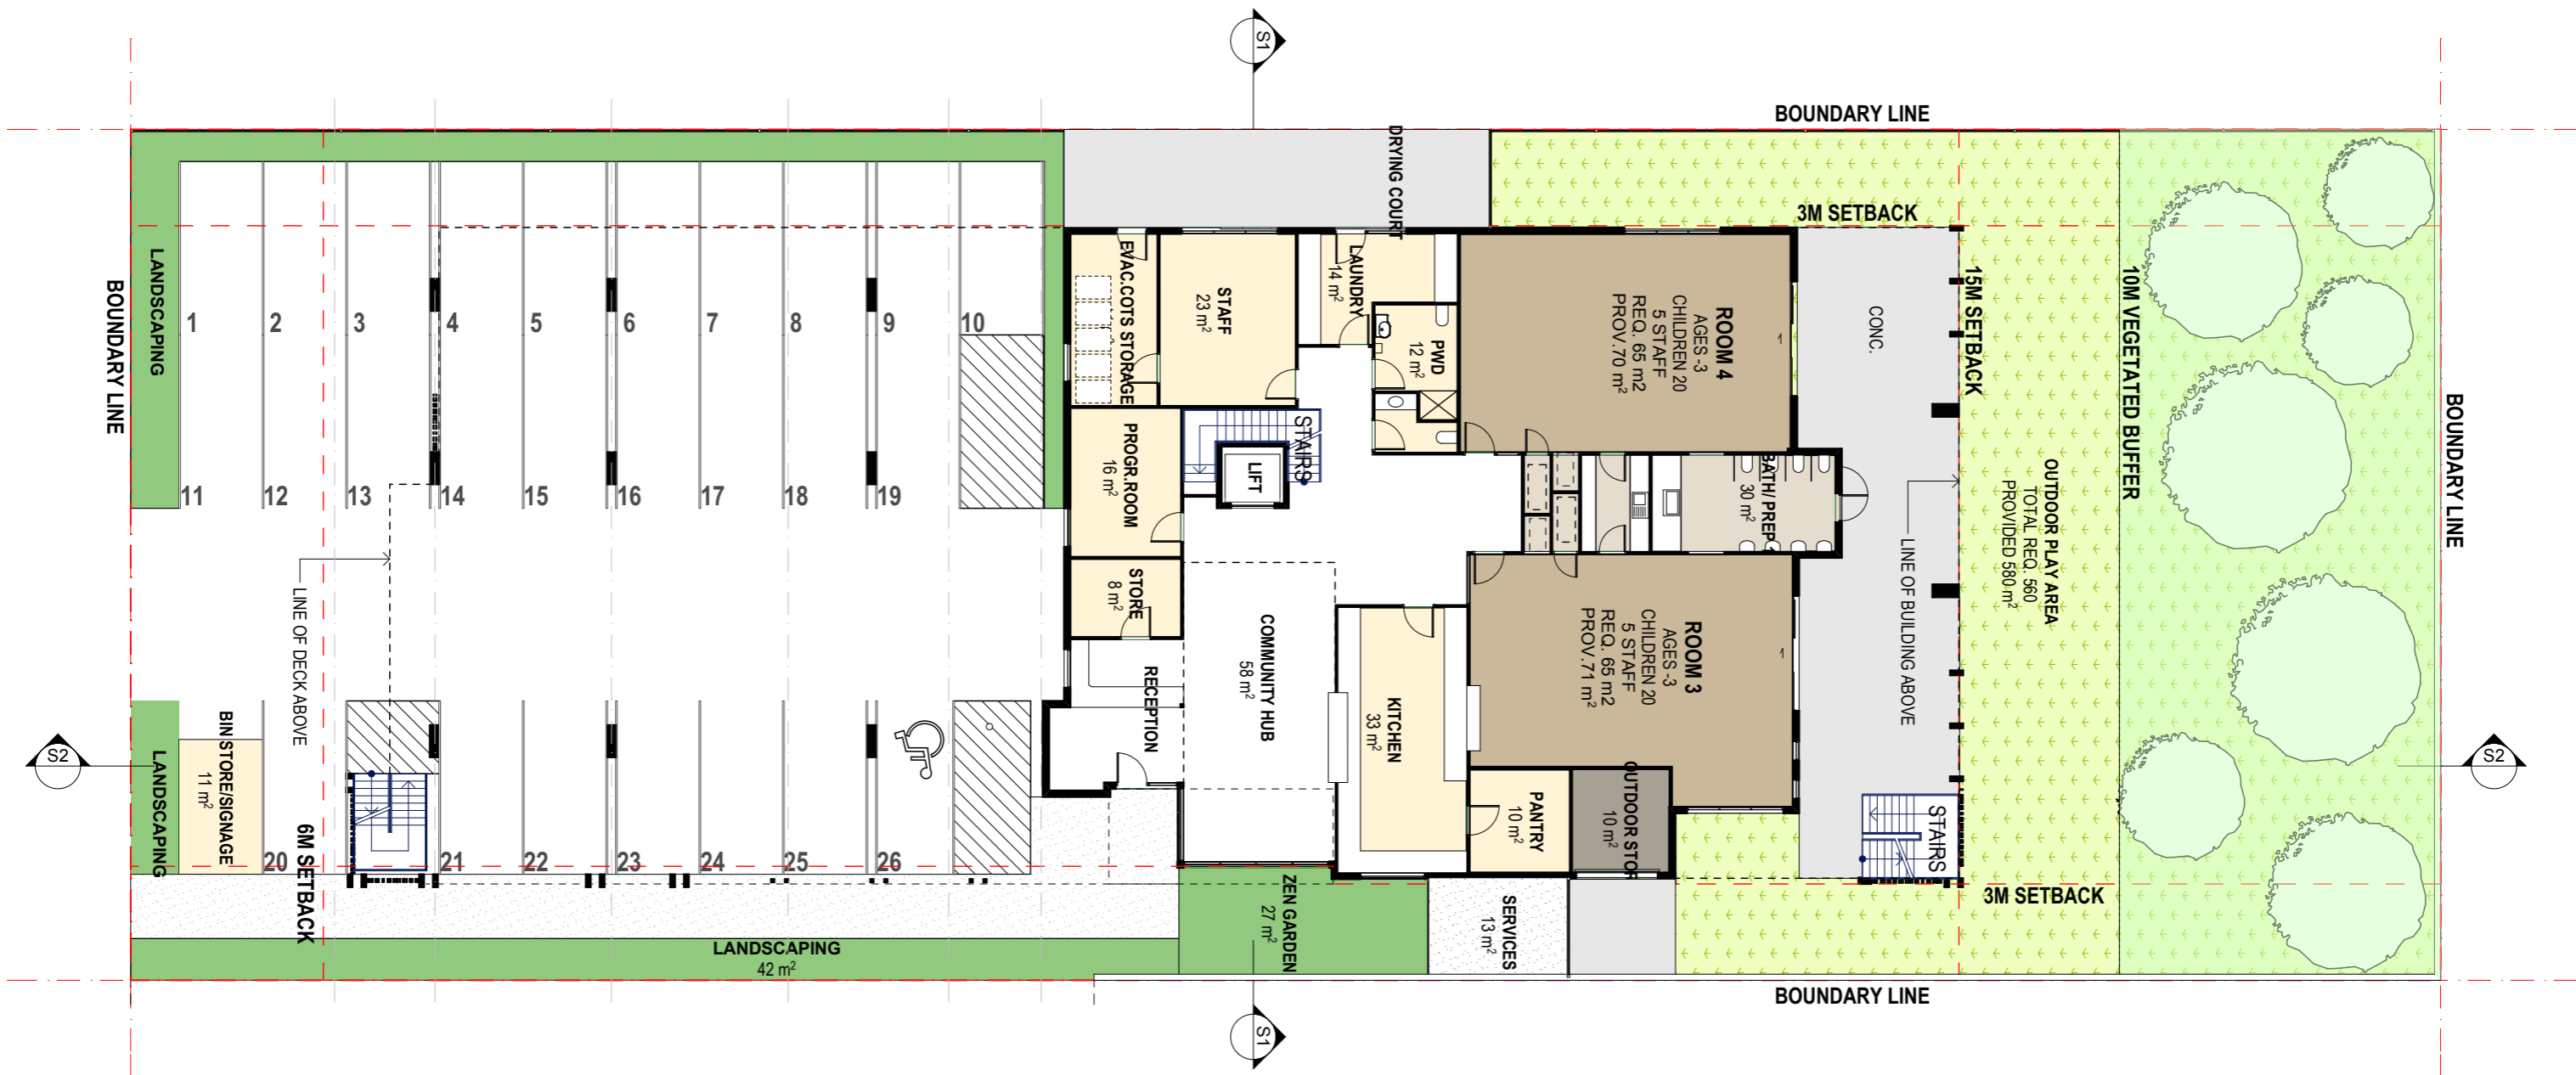 S1
BOUNDARY LINE
DRYING COURT
3M SETBACK
BOUNDARY LINE
LANDSCAPING
1
2
3
4
5
6
7
8
9
10
EVAC.COTS STORAGE
STAFF
23 m²
LAUNDRY
14 m²
PWD
12 m²
ROOM 4
AGES -3
CHILDREN 20
5 STAFF
REQ. 65 m2
PROV.70 m²
CONC.
15M SETBACK
10M VEGETATED BUFFER
BOUNDARY LINE
11
12
13
14
15
16
17
18
19
PROGR.ROOM
16 m²
STAIRS
LIFT
BATH/ PREP 1
30 m²
OUTDOOR PLAY AREA
TOTAL REQ. 560
PROVIDED 580 m²
LINE OF DECK ABOVE
STORE
8 m²
COMMUNITY HUB
58 m²
RECEPTION
KITCHEN
33 m²
ROOM 3
AGES -3
CHILDREN 20
5 STAFF
REQ. 65 m2
PROV.71 m²
LINE OF BUILDING ABOVE
S2
LANDSCAPING
BIN STORE/SIGNAGE
11 m²
6M SETBACK
20
21
22
23
24
25
26
PANTRY
10 m²
OUTDOOR STOR
10 m²
STAIRS
S2
3M SETBACK
ZEN GARDEN
27 m²
SERVICES
13 m²
LANDSCAPING
42 m²
BOUNDARY LINE
S1